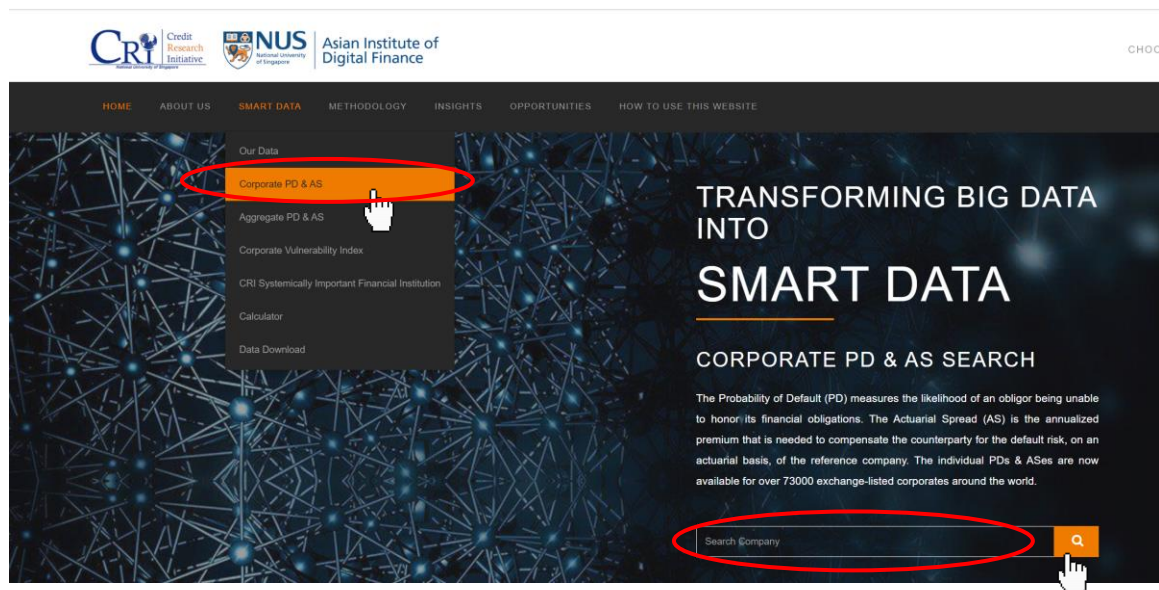 CRI
Credit
Research
Initiative
National University of Singapore
NUS
National University
of Singapore
Asian Institute of
Digital Finance
CHOO
HOME ABOUT US SMART DATA METHODOLOGY INSIGHTS OPPORTUNITIES HOW TO USE THIS WEBSITE
Our Data
Corporate PD & AS
Aggregate PD & AS
Corporate Vulnerability Index
CRI Systemically Important Financial Institution
Calculator
Data Download
TRANSFORMING BIG DATA
INTO
SMART DATA
CORPORATE PD & AS SEARCH
The Probability of Default (PD) measures the likelihood of an obligor being unable
to honor its financial obligations. The Actuarial Spread (AS) is the annualized
premium that is needed to compensate the counterparty for the default risk, on an
actuarial basis, of the reference company. The individual PDs & ASes are now
available for over 73000 exchange-listed corporates around the world.
Search Company